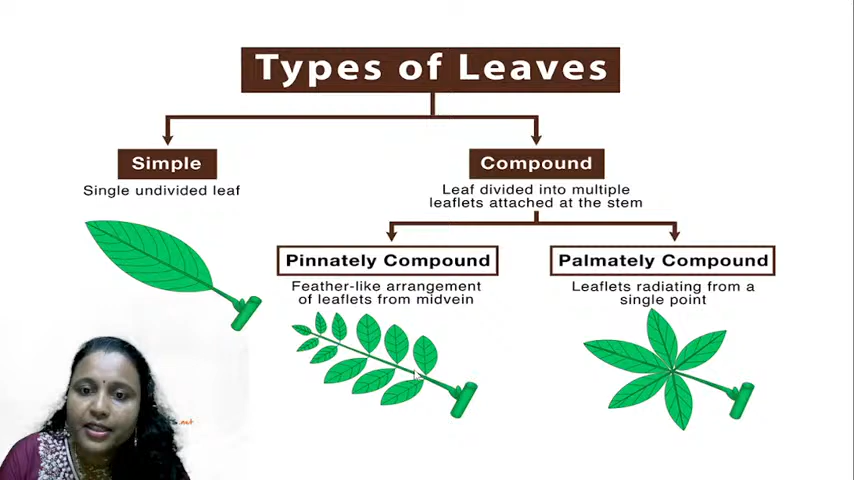 Types of Leaves
Simple
Single undivided leaf
Compound
Leaf divided into multiple
leaflets attached at the stem
Pinnately Compound
Feather-like arrangement
of leaflets from midvein
Palmately Compound
Leaflets radiating from a
single point